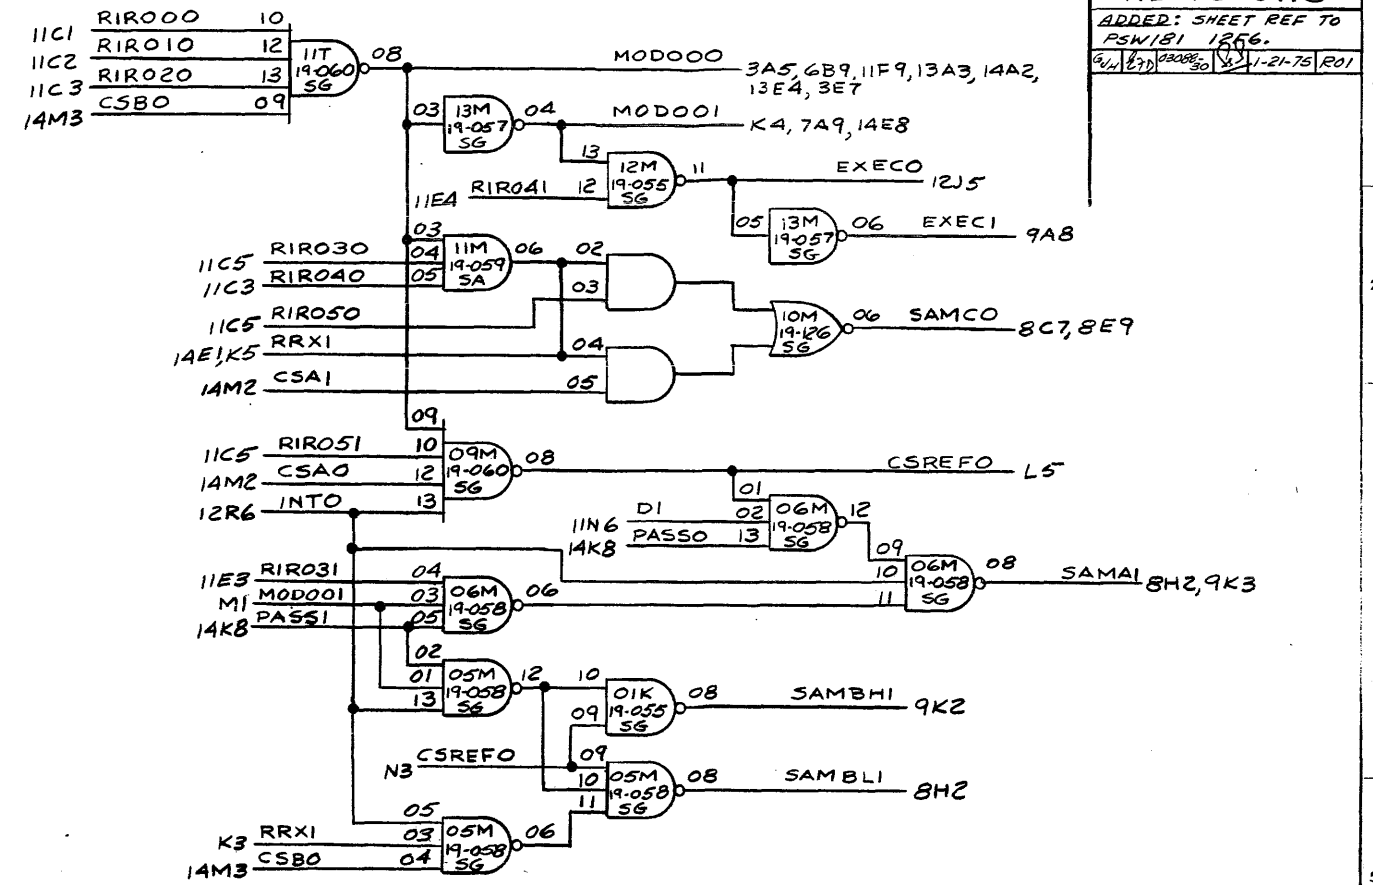 ADDED: SHEET REF TO
PSW181 12F6.
1-21-75 R01
11C1 RIR000 10
11C2 RIR010 12
11C3 RIR020 13
14M3 CSB0 09
11T
19-060
SG
08
MOD000
3A5, 6B9, 11F9, 13A3, 14A2,
13E4, 3E7
03
13M
19-057
SG
04
MOD001
K4, 7A9, 14E8
13
11E4 RIR041 12
12M
19-055
SG
11
EXEC0
12J5
05
13M
19-057
SG
06
EXEC1
9A8
03
11C5 RIR030 04
11C3 RIR040 05
11M
19-059
SA
06
02
03
11C5 RIR050
14E1, K5 RRX1
04
14M2 CSA1
05
10M
19-126
SG
06
SAMC0
8C7, 8E9
09
11C5 RIR051 10
14M2 CSA0 12
12R6 INT0 13
09M
19-060
SG
08
CSREF0
L5
01
11N6 D1 02
14K8 PASS0 13
06M
19-058
SG
12
09
10
11
06M
19-058
SG
08
SAMA1
8H2, 9K3
11E3 RIR031 04
M1 MOD001 03
14K8 PASS1 05
06M
19-058
SG
06
02
01
13
05M
19-058
SG
12
10
09
01K
19-055
SG
08
SAMBH1
9K2
N3 CSREF0 09
10
11
05M
19-058
SG
08
SAMBL1
8H2
05
K3 RRX1 03
14M3 CSB0 04
05M
19-058
SG
06